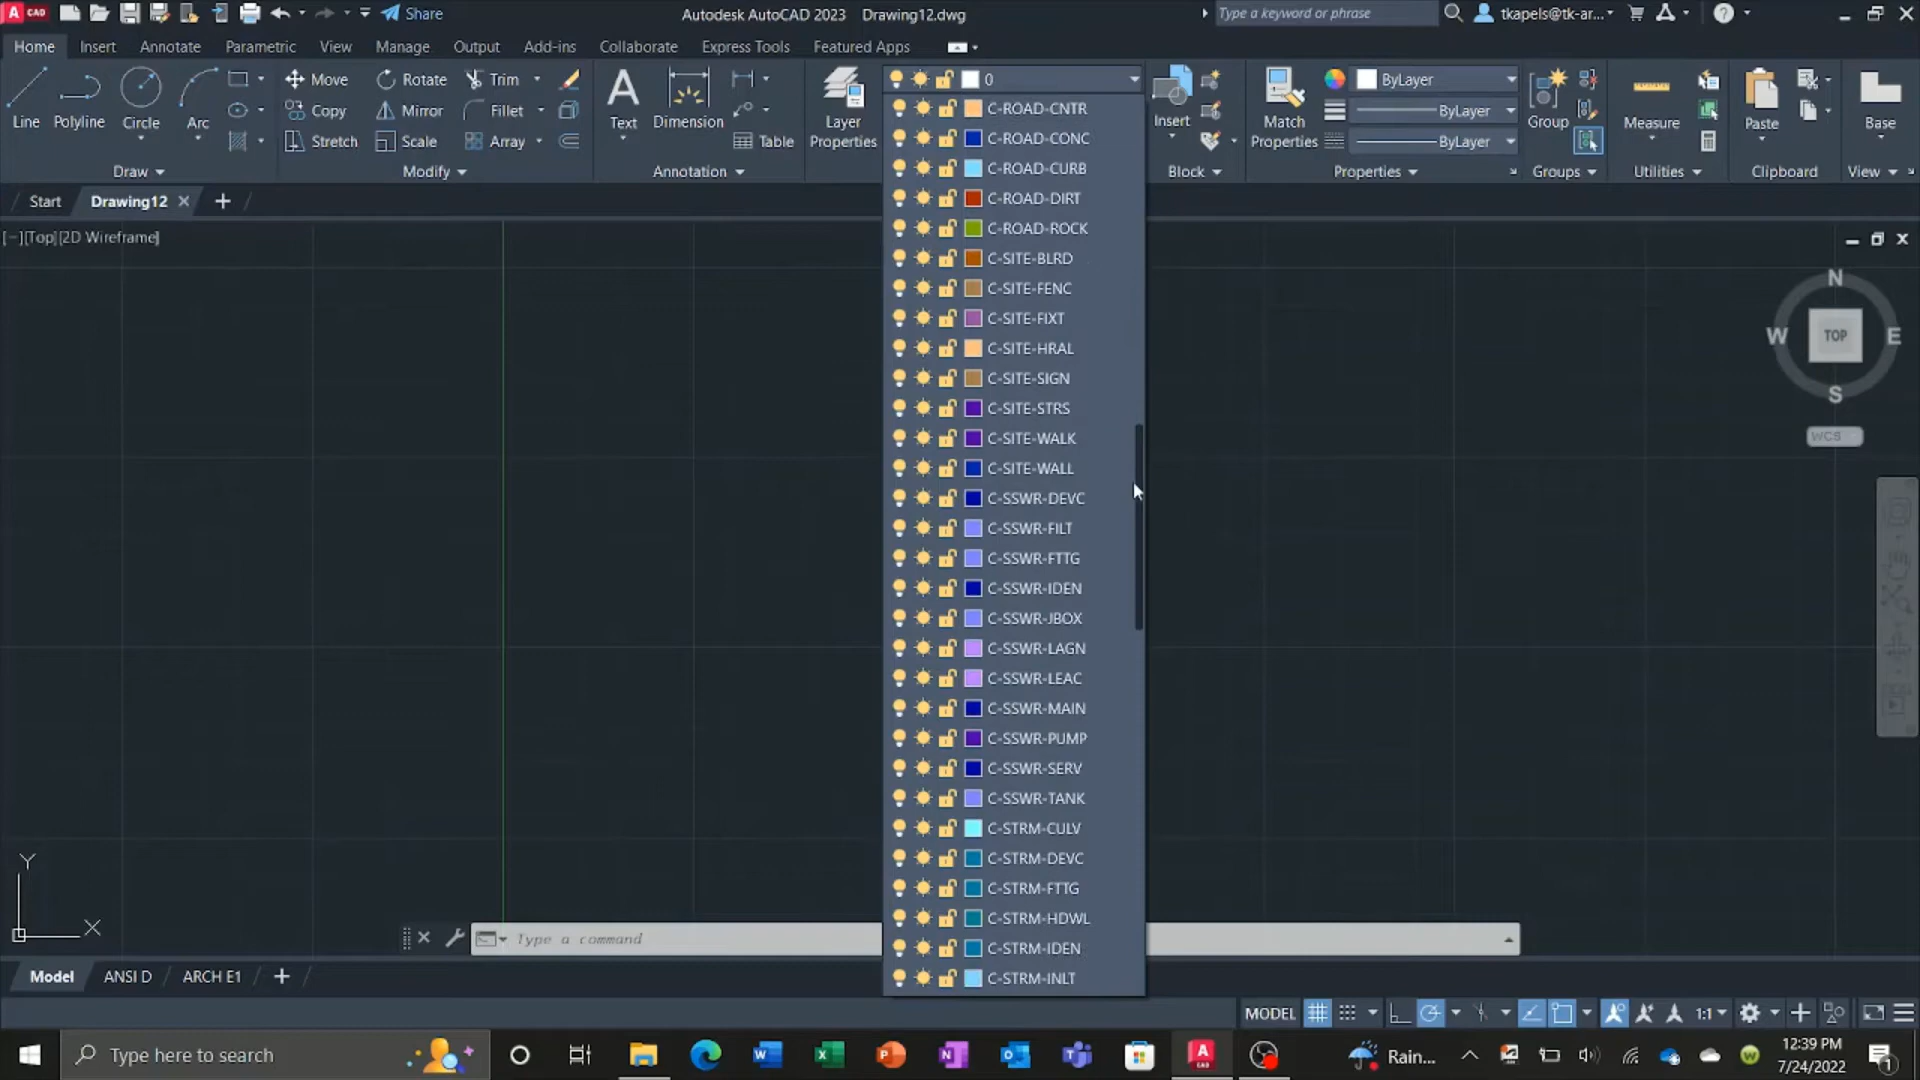 CAD
Share
Autodesk AutoCAD 2023 Drawing12.dwg
Type a keyword or phrase
tkapels@tk-ar...
Home Insert Annotate Parametric View Manage Output Add-ins Collaborate Express Tools Featured Apps
Line Polyline Circle Arc
Move Rotate Trim
Copy Mirror Fillet
Stretch Scale Array
Text Dimension Table
Layer Properties
0
Insert
Match Properties
ByLayer
ByLayer
ByLayer
Group
Measure
Paste
Base
Draw Modify Annotation Block Properties Groups Utilities Clipboard View
Start Drawing12
[−][Top][2D Wireframe]
C-ROAD-CNTR
C-ROAD-CONC
C-ROAD-CURB
C-ROAD-DIRT
C-ROAD-ROCK
C-SITE-BLRD
C-SITE-FENC
C-SITE-FIXT
C-SITE-HRAL
C-SITE-SIGN
C-SITE-STRS
C-SITE-WALK
C-SITE-WALL
C-SSWR-DEVC
C-SSWR-FILT
C-SSWR-FTTG
C-SSWR-IDEN
C-SSWR-JBOX
C-SSWR-LAGN
C-SSWR-LEAC
C-SSWR-MAIN
C-SSWR-PUMP
C-SSWR-SERV
C-SSWR-TANK
C-STRM-CULV
C-STRM-DEVC
C-STRM-FTTG
C-STRM-HDWL
C-STRM-IDEN
C-STRM-INLT
N
W TOP E
S
WCS
Y
X
Type a command
Model ANSI D ARCH E1
MODEL 1:1
Type here to search
Rain...
12:39 PM
7/24/2022
1